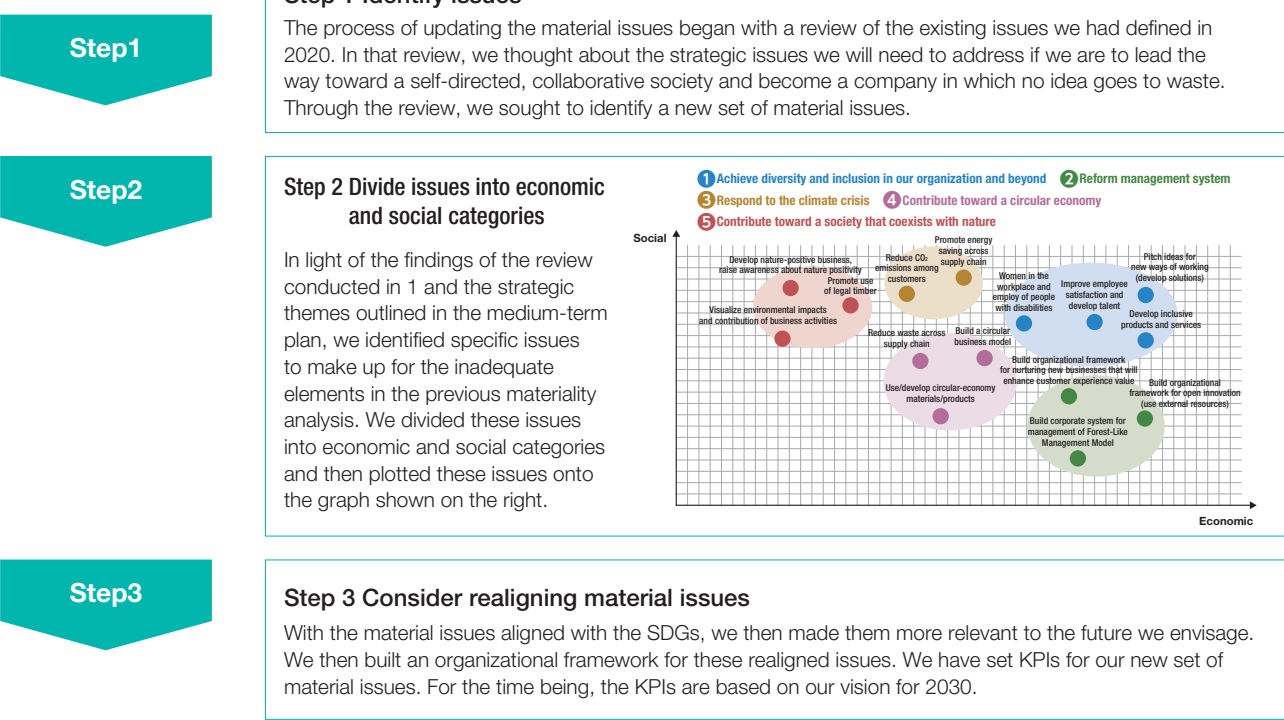 Step1
Step 1 Identify issues
The process of updating the material issues began with a review of the existing issues we had defined in
2020. In that review, we thought about the strategic issues we will need to address if we are to lead the
way toward a self-directed, collaborative society and become a company in which no idea goes to waste.
Through the review, we sought to identify a new set of material issues.
Step2
Step 2 Divide issues into economic
and social categories
In light of the findings of the review
conducted in 1 and the strategic
themes outlined in the medium-term
plan, we identified specific issues
to make up for the inadequate
elements in the previous materiality
analysis. We divided these issues
into economic and social categories
and then plotted these issues onto
the graph shown on the right.
1 Achieve diversity and inclusion in our organization and beyond 2 Reform management system
3 Respond to the climate crisis 4 Contribute toward a circular economy
5 Contribute toward a society that coexists with nature
Social
Develop nature-positive business,
raise awareness about nature positivity
Promote use
of legal timber
Visualize environmental impacts
and contribution of business activities
Reduce CO₂
emissions among
customers
Promote energy
saving across
supply chain
Women in the
workplace and
employ of people
with disabilities
Improve employee
satisfaction and
develop talent
Pitch ideas for
new ways of working
(develop solutions)
Develop inclusive
products and services
Reduce waste across
supply chain
Build a circular
business model
Use/develop circular-economy
materials/products
Build organizational framework
for nurturing new businesses that will
enhance customer experience value
Build organizational
framework for open innovation
(use external resources)
Build corporate system for
management of Forest-Like
Management Model
Economic
Step3
Step 3 Consider realigning material issues
With the material issues aligned with the SDGs, we then made them more relevant to the future we envisage.
We then built an organizational framework for these realigned issues. We have set KPIs for our new set of
material issues. For the time being, the KPIs are based on our vision for 2030.